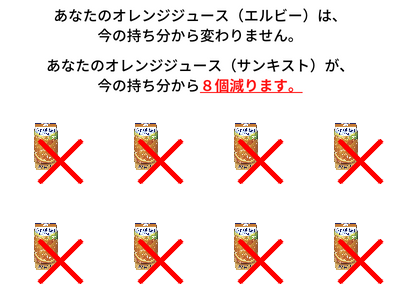 あなたのオレンジジュース（エルビー）は、
今の持ち分から変わりません。
あなたのオレンジジュース（サンキスト）が、
今の持ち分から８個減ります。